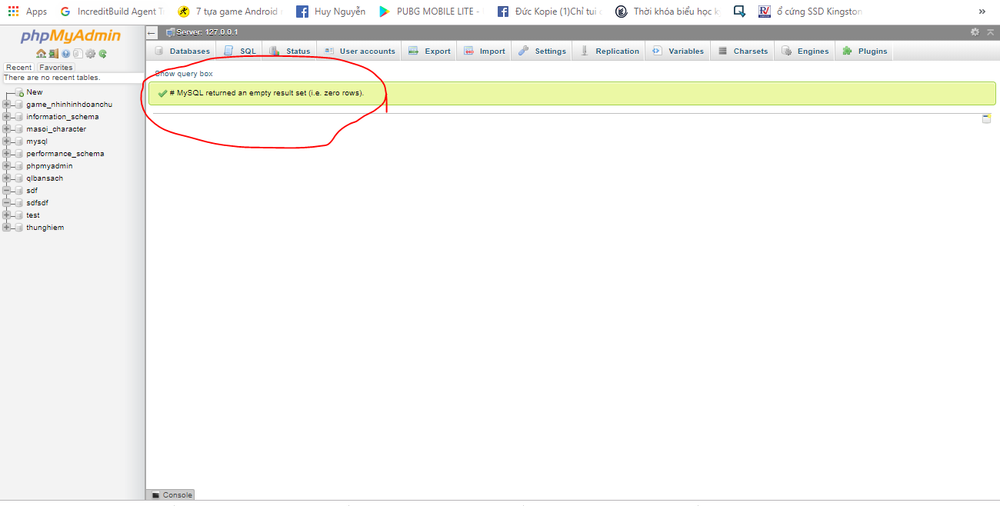 Apps IncreditBuild Agent T 7 tựa game Android Huy Nguyễn PUBG MOBILE LITE - Đức Kopie (1)Chỉ tui Thời khóa biểu học k ổ cứng SSD Kingston »
phpMyAdmin
Recent Favorites
There are no recent tables.
New
game_nhinhinhdoanchu
information_schema
masoi_character
mysql
performance_schema
phpmyadmin
qlbansach
sdf
sdfsdf
test
thunghiem
Server: 127.0.0.1
Databases SQL Status User accounts Export Import Settings Replication Variables Charsets Engines Plugins
Show query box
# MySQL returned an empty result set (i.e. zero rows).
Console